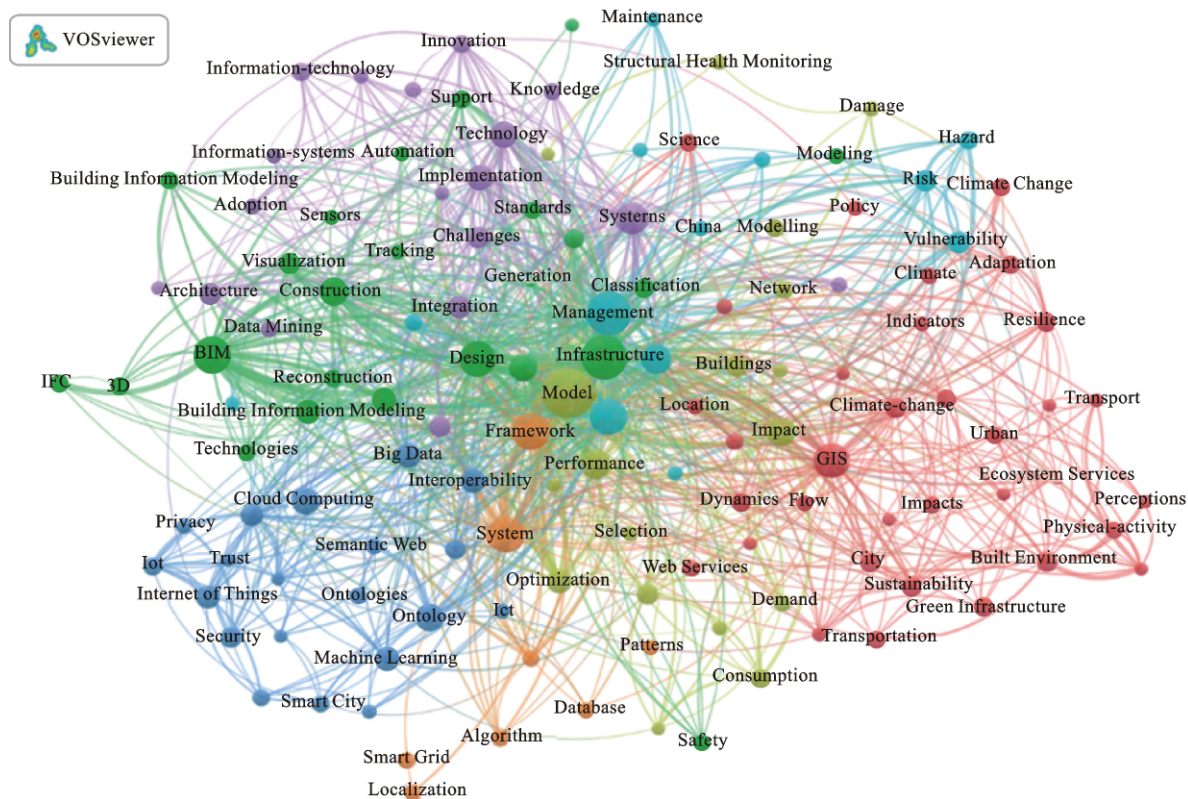 VOSviewer
Maintenance
Innovation
Structural Health Monitoring
Information-technology
Knowledge
Support
Damage
Technology
Science
Hazard
Information-systems
Automation
Modeling
Building Information Modeling
Implementation
Risk
Climate Change
Adoption
Sensors
Standards
Systerns
Policy
China
Modelling
Challenges
Vulnerability
Tracking
Visualization
Adaptation
Generation
Climate
Architecture
Construction
Classification
Network
Integration
Management
Data Mining
Indicators
Resilience
BIM
Design
Infrastructure
Buildings
IFC
3D
Reconstruction
Model
Building Information Modeling
Location
Climate-change
Transport
Framework
Impact
Urban
Technologies
Big Data
Performance
GIS
Interoperability
Ecosystem Services
Cloud Computing
Dynamics
Flow
Impacts
Perceptions
Privacy
System
Selection
Physical-activity
Semantic Web
Iot
Trust
Web Services
City
Built Environment
Optimization
Sustainability
Internet of Things
Ontologies
Demand
Green Infrastructure
Ontology
Ict
Security
Patterns
Transportation
Machine Learning
Consumption
Smart City
Database
Algorithm
Safety
Smart Grid
Localization